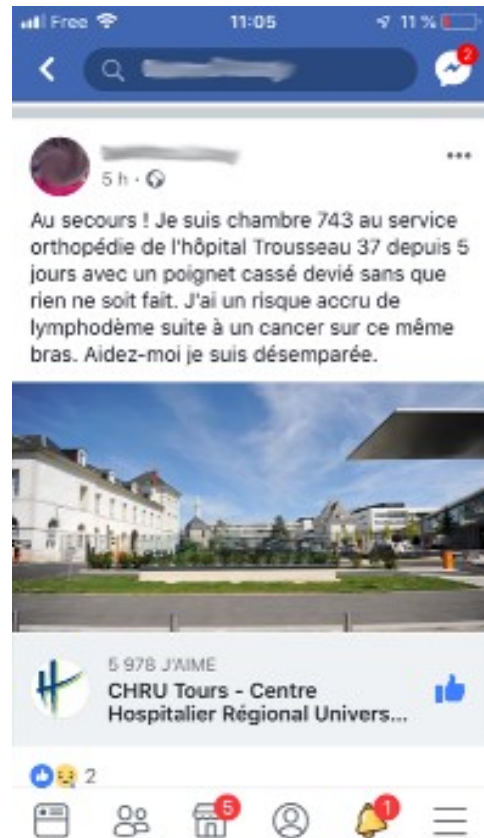 Free 11:05 11 %
2
5 h
Au secours ! Je suis chambre 743 au service
orthopédie de l'hôpital Trousseau 37 depuis 5
jours avec un poignet cassé devié sans que
rien ne soit fait. J'ai un risque accru de
lymphodème suite à un cancer sur ce même
bras. Aidez-moi je suis désemparée.
5 978 J'AIME
CHRU Tours - Centre
Hospitalier Régional Univers...
2
5
1